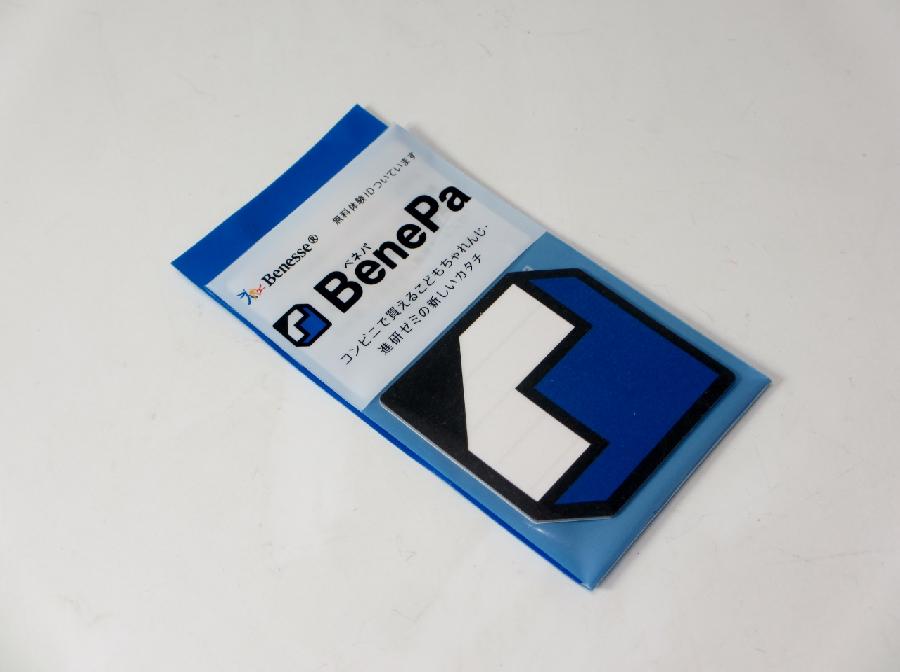 Benesse®
無料体験IDついています
ベネパ
BenePa
コンビニで買えるこどもちゃれんじ・
進研ゼミの新しいカタチ